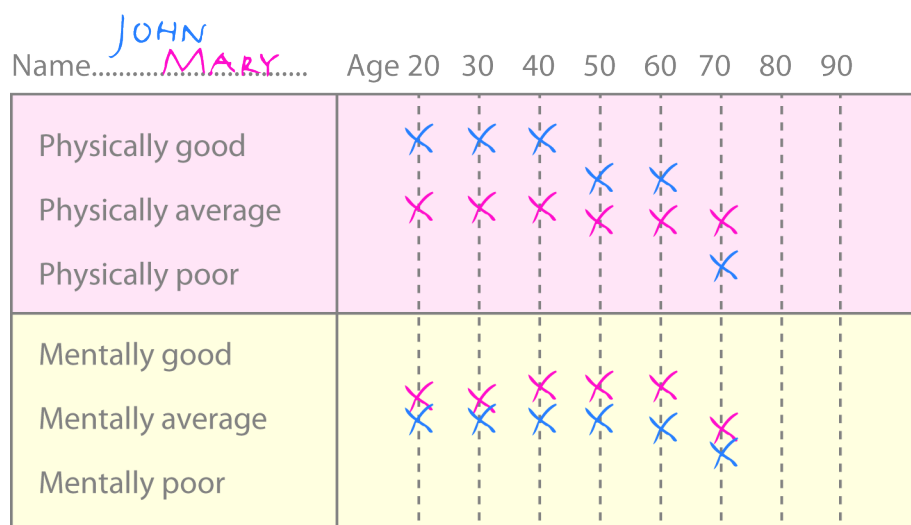 JOHN
MARY
Name................................. Age 20 30 40 50 60 70 80 90
Physically good
Physically average
Physically poor
Mentally good
Mentally average
Mentally poor